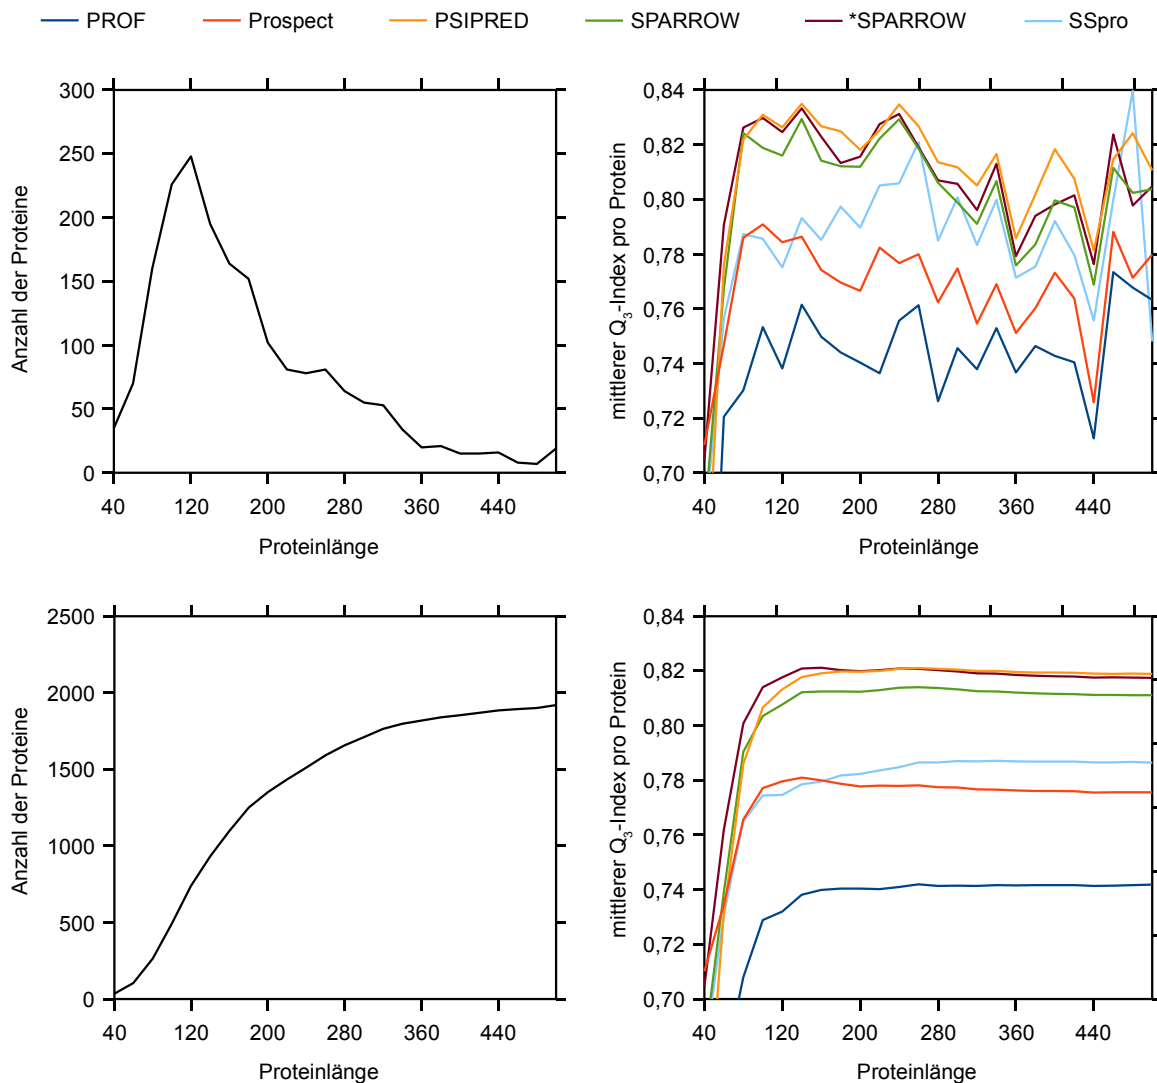 PROF Prospect PSIPRED SPARROW *SPARROW SSpro
300
250
200
150
100
50
0
Anzahl der Proteine
40 120 200 280 360 440
Proteinlänge
0,84
0,82
0,80
0,78
0,76
0,74
0,72
0,70
mittlerer Q3-Index pro Protein
40 120 200 280 360 440
Proteinlänge
2500
2000
1500
1000
500
0
Anzahl der Proteine
40 120 200 280 360 440
Proteinlänge
0,84
0,82
0,80
0,78
0,76
0,74
0,72
0,70
mittlerer Q3-Index pro Protein
40 120 200 280 360 440
Proteinlänge